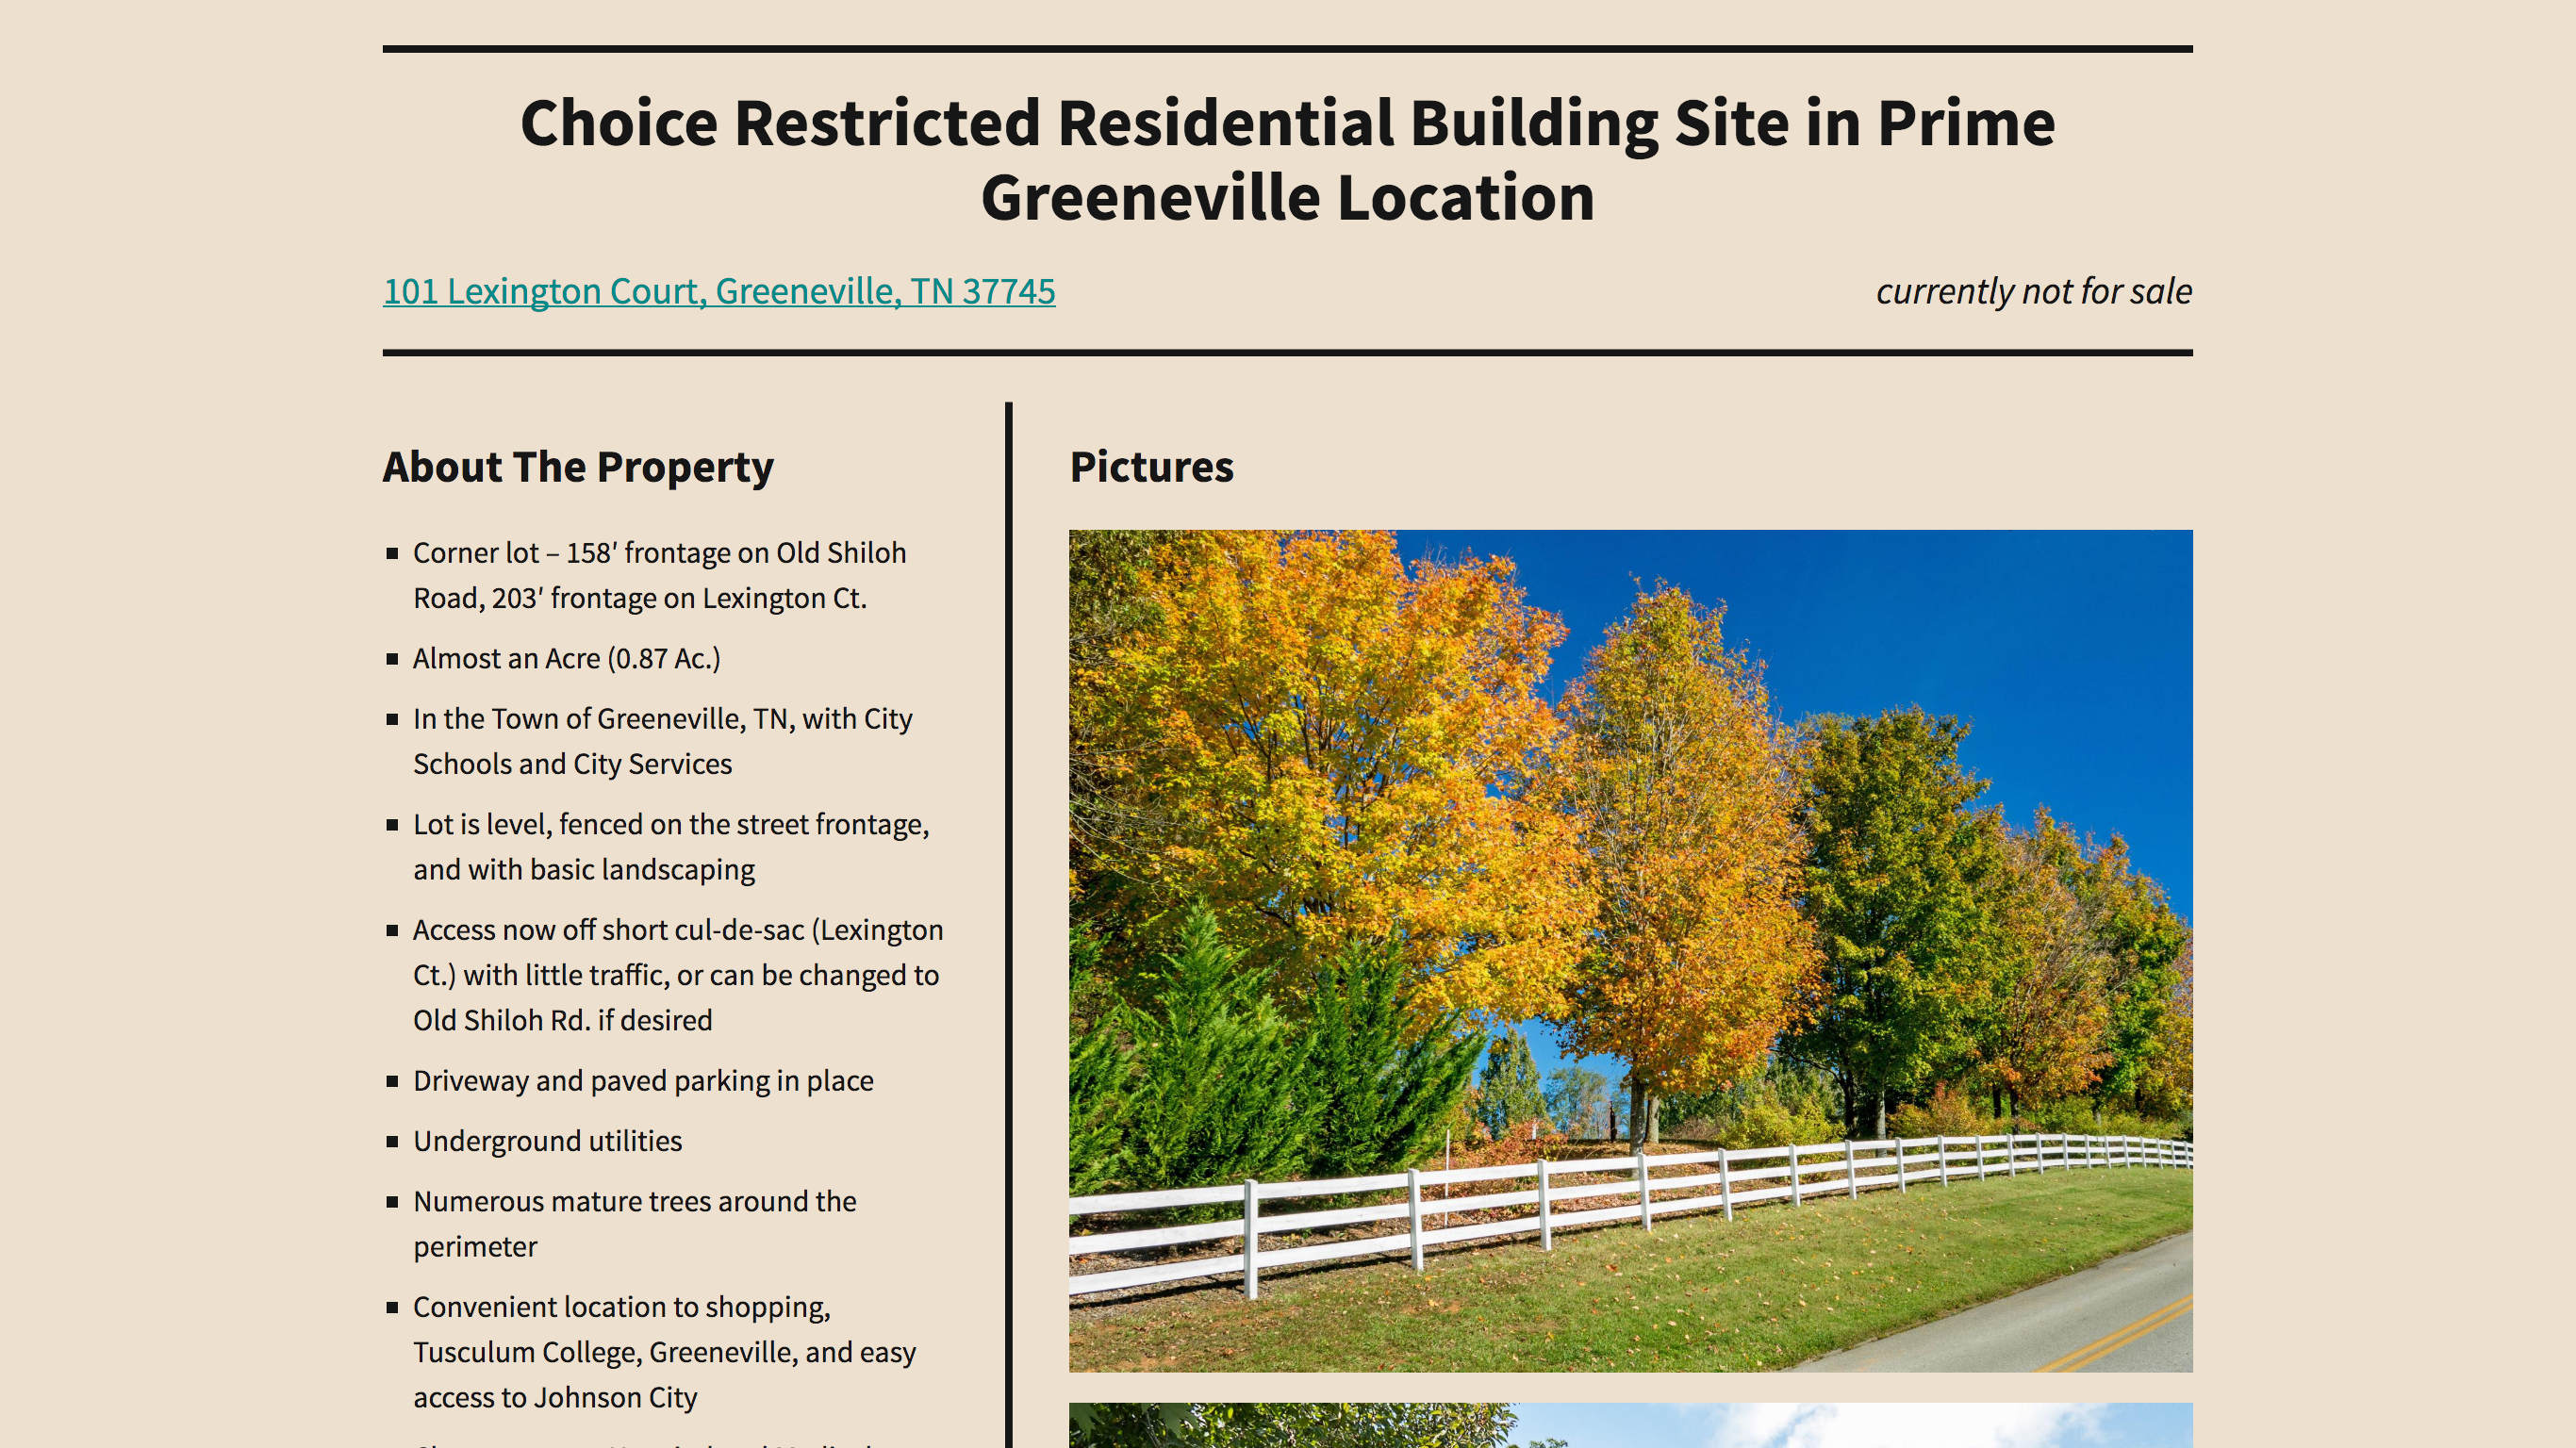 Choice Restricted Residential Building Site in Prime
Greeneville Location
101 Lexington Court, Greeneville, TN 37745
currently not for sale
About The Property
Corner lot – 158′ frontage on Old Shiloh
Road, 203′ frontage on Lexington Ct.
Almost an Acre (0.87 Ac.)
In the Town of Greeneville, TN, with City
Schools and City Services
Lot is level, fenced on the street frontage,
and with basic landscaping
Access now off short cul-de-sac (Lexington
Ct.) with little traffic, or can be changed to
Old Shiloh Rd. if desired
Driveway and paved parking in place
Underground utilities
Numerous mature trees around the
perimeter
Convenient location to shopping,
Tusculum College, Greeneville, and easy
access to Johnson City
Pictures